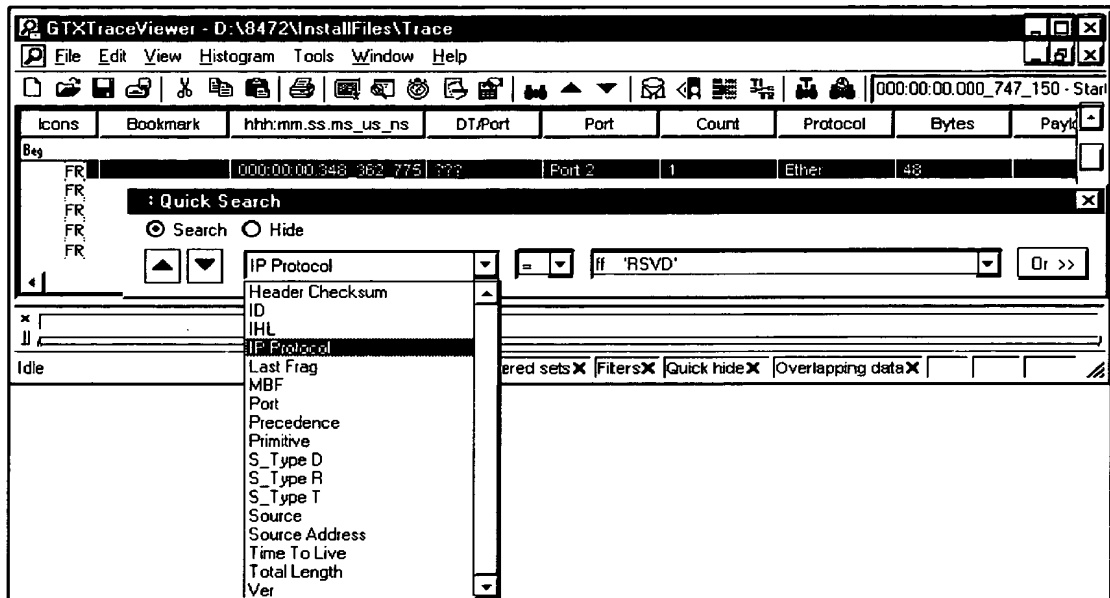 GTXTraceViewer - D:\8472\InstallFiles\Trace
File Edit View Histogram Tools Window Help
000:00:00.000_747_150 - Start
Icons Bookmark hhh:mm.ss.ms_us_ns DT/Port Port Count Protocol Bytes Payl
Beg
FR 000:00:00.348_362_775 ??? Port 2 1 Ether 48
FR
FR
FR
FR
: Quick Search
Search Hide
IP Protocol = ff 'RSVD' Or >>
Header Checksum
ID
IHL
IP Protocol
Last Frag
MBF
Port
Precedence
Primitive
S_Type D
S_Type R
S_Type T
Source
Source Address
Time To Live
Total Length
Ver
Idle ered sets Filters Quick hide Overlapping data